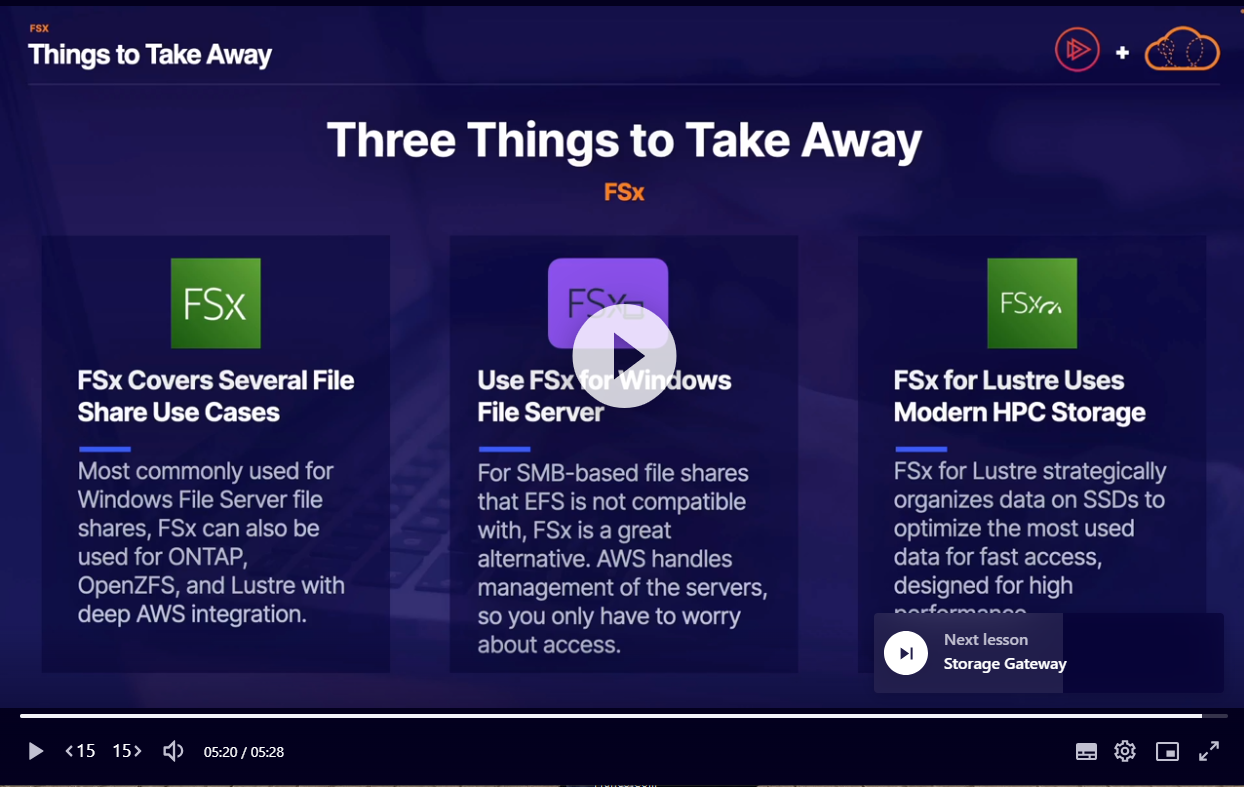 FSX
Things to Take Away
+
Three Things to Take Away
FSx
FSx
FSx Covers Several File
Share Use Cases
Most commonly used for
Windows File Server file
shares, FSx can also be
used for ONTAP,
OpenZFS, and Lustre with
deep AWS integration.
FSx
Use FSx for Windows
File Server
For SMB-based file shares
that EFS is not compatible
with, FSx is a great
alternative. AWS handles
management of the servers,
so you only have to worry
about access.
FSx
FSx for Lustre Uses
Modern HPC Storage
FSx for Lustre strategically
organizes data on SSDs to
optimize the most used
data for fast access,
designed for high
performance
Next lesson
Storage Gateway
15 15 05:20 / 05:28